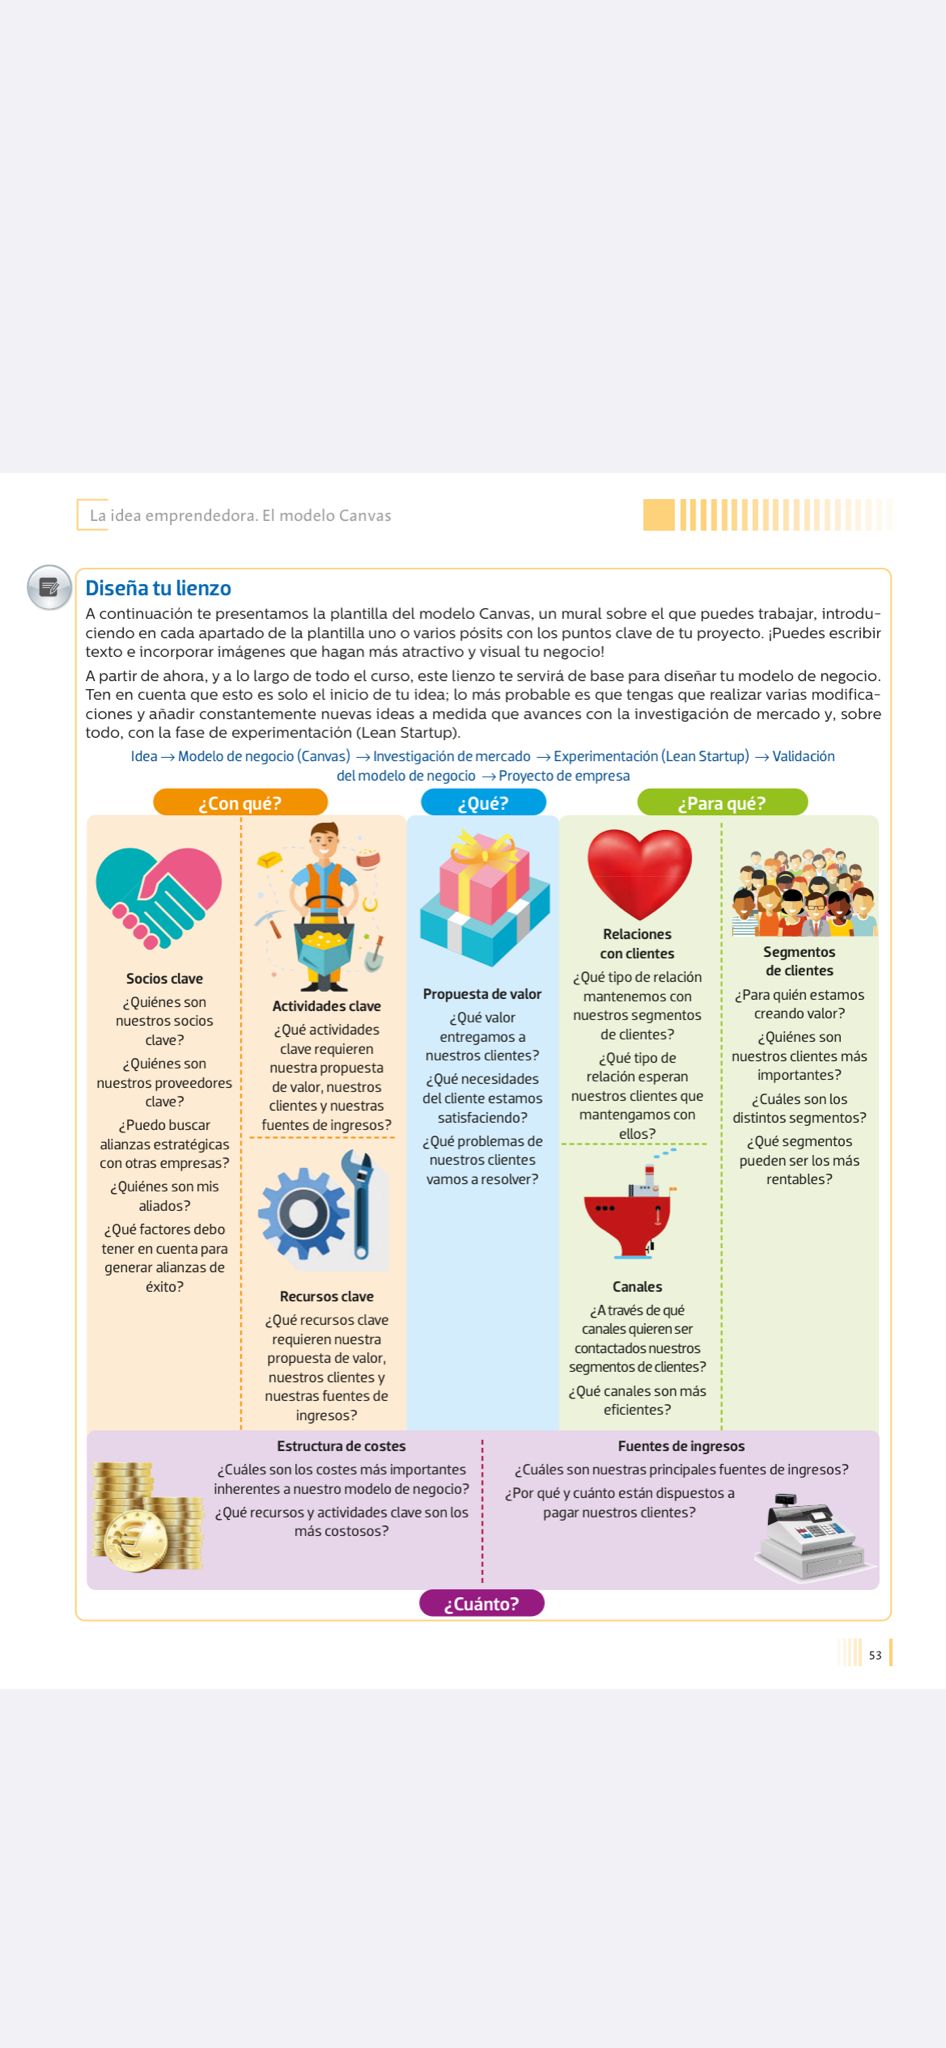 La idea emprendedora. El modelo Canvas
Diseña tu lienzo
A continuación te presentamos la plantilla del modelo Canvas, un mural sobre el que puedes trabajar, introdu-
ciendo en cada apartado de la plantilla uno o varios pósits con los puntos clave de tu proyecto. ¡Puedes escribir
texto e incorporar imágenes que hagan más atractivo y visual tu negocio!
A partir de ahora, y a lo largo de todo el curso, este lienzo te servirá de base para diseñar tu modelo de negocio.
Ten en cuenta que esto es solo el inicio de tu idea; lo más probable es que tengas que realizar varias modifica-
ciones y añadir constantemente nuevas ideas a medida que avances con la investigación de mercado y, sobre
todo, con la fase de experimentación (Lean Startup).
Idea → Modelo de negocio (Canvas) → Investigación de mercado → Experimentación (Lean Startup) → Validación
del modelo de negocio → Proyecto de empresa
¿Con qué?
Socios clave
¿Quiénes son
nuestros socios
clave?
¿Quiénes son
nuestros proveedores
clave?
¿Puedo buscar
alianzas estratégicas
con otras empresas?
¿Quiénes son mis
aliados?
¿Qué factores debo
tener en cuenta para
generar alianzas de
éxito?
Actividades clave
¿Qué actividades
clave requieren
nuestra propuesta
de valor, nuestros
clientes y nuestras
fuentes de ingresos?
Recursos clave
¿Qué recursos clave
requieren nuestra
propuesta de valor,
nuestros clientes y
nuestras fuentes de
ingresos?
¿Qué?
Propuesta de valor
¿Qué valor
entregamos a
nuestros clientes?
¿Qué necesidades
del cliente estamos
satisfaciendo?
¿Qué problemas de
nuestros clientes
vamos a resolver?
¿Para qué?
Relaciones
con clientes
¿Qué tipo de relación
mantenemos con
nuestros segmentos
de clientes?
¿Qué tipo de
relación esperan
nuestros clientes que
mantengamos con
ellos?
Canales
¿A través de qué
canales quieren ser
contactados nuestros
segmentos de clientes?
¿Qué canales son más
eficientes?
Segmentos
de clientes
¿Para quién estamos
creando valor?
¿Quiénes son
nuestros clientes más
importantes?
¿Cuáles son los
distintos segmentos?
¿Qué segmentos
pueden ser los más
rentables?
Estructura de costes
¿Cuáles son los costes más importantes
inherentes a nuestro modelo de negocio?
¿Qué recursos y actividades clave son los
más costosos?
Fuentes de ingresos
¿Cuáles son nuestras principales fuentes de ingresos?
¿Por qué y cuánto están dispuestos a
pagar nuestros clientes?
¿Cuánto?
53